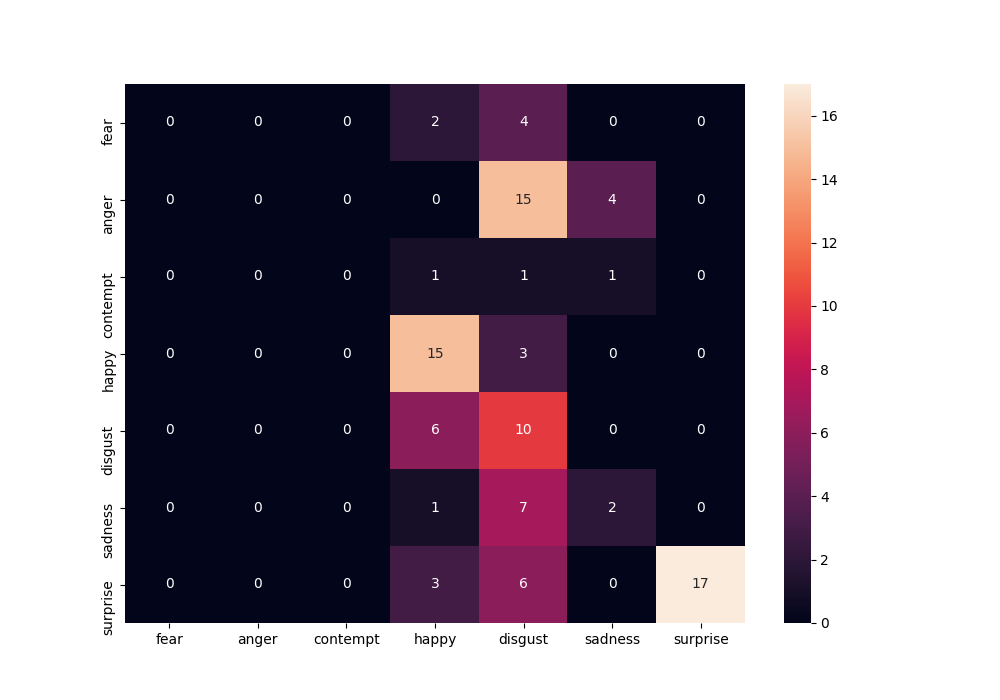 fear 0 0 0 2 4 0 0
anger 0 0 0 0 15 4 0
contempt 0 0 0 1 1 1 0
happy 0 0 0 15 3 0 0
disgust 0 0 0 6 10 0 0
sadness 0 0 0 1 7 2 0
surprise 0 0 0 3 6 0 17
fear anger contempt happy disgust sadness surprise
16
14
12
10
8
6
4
2
0